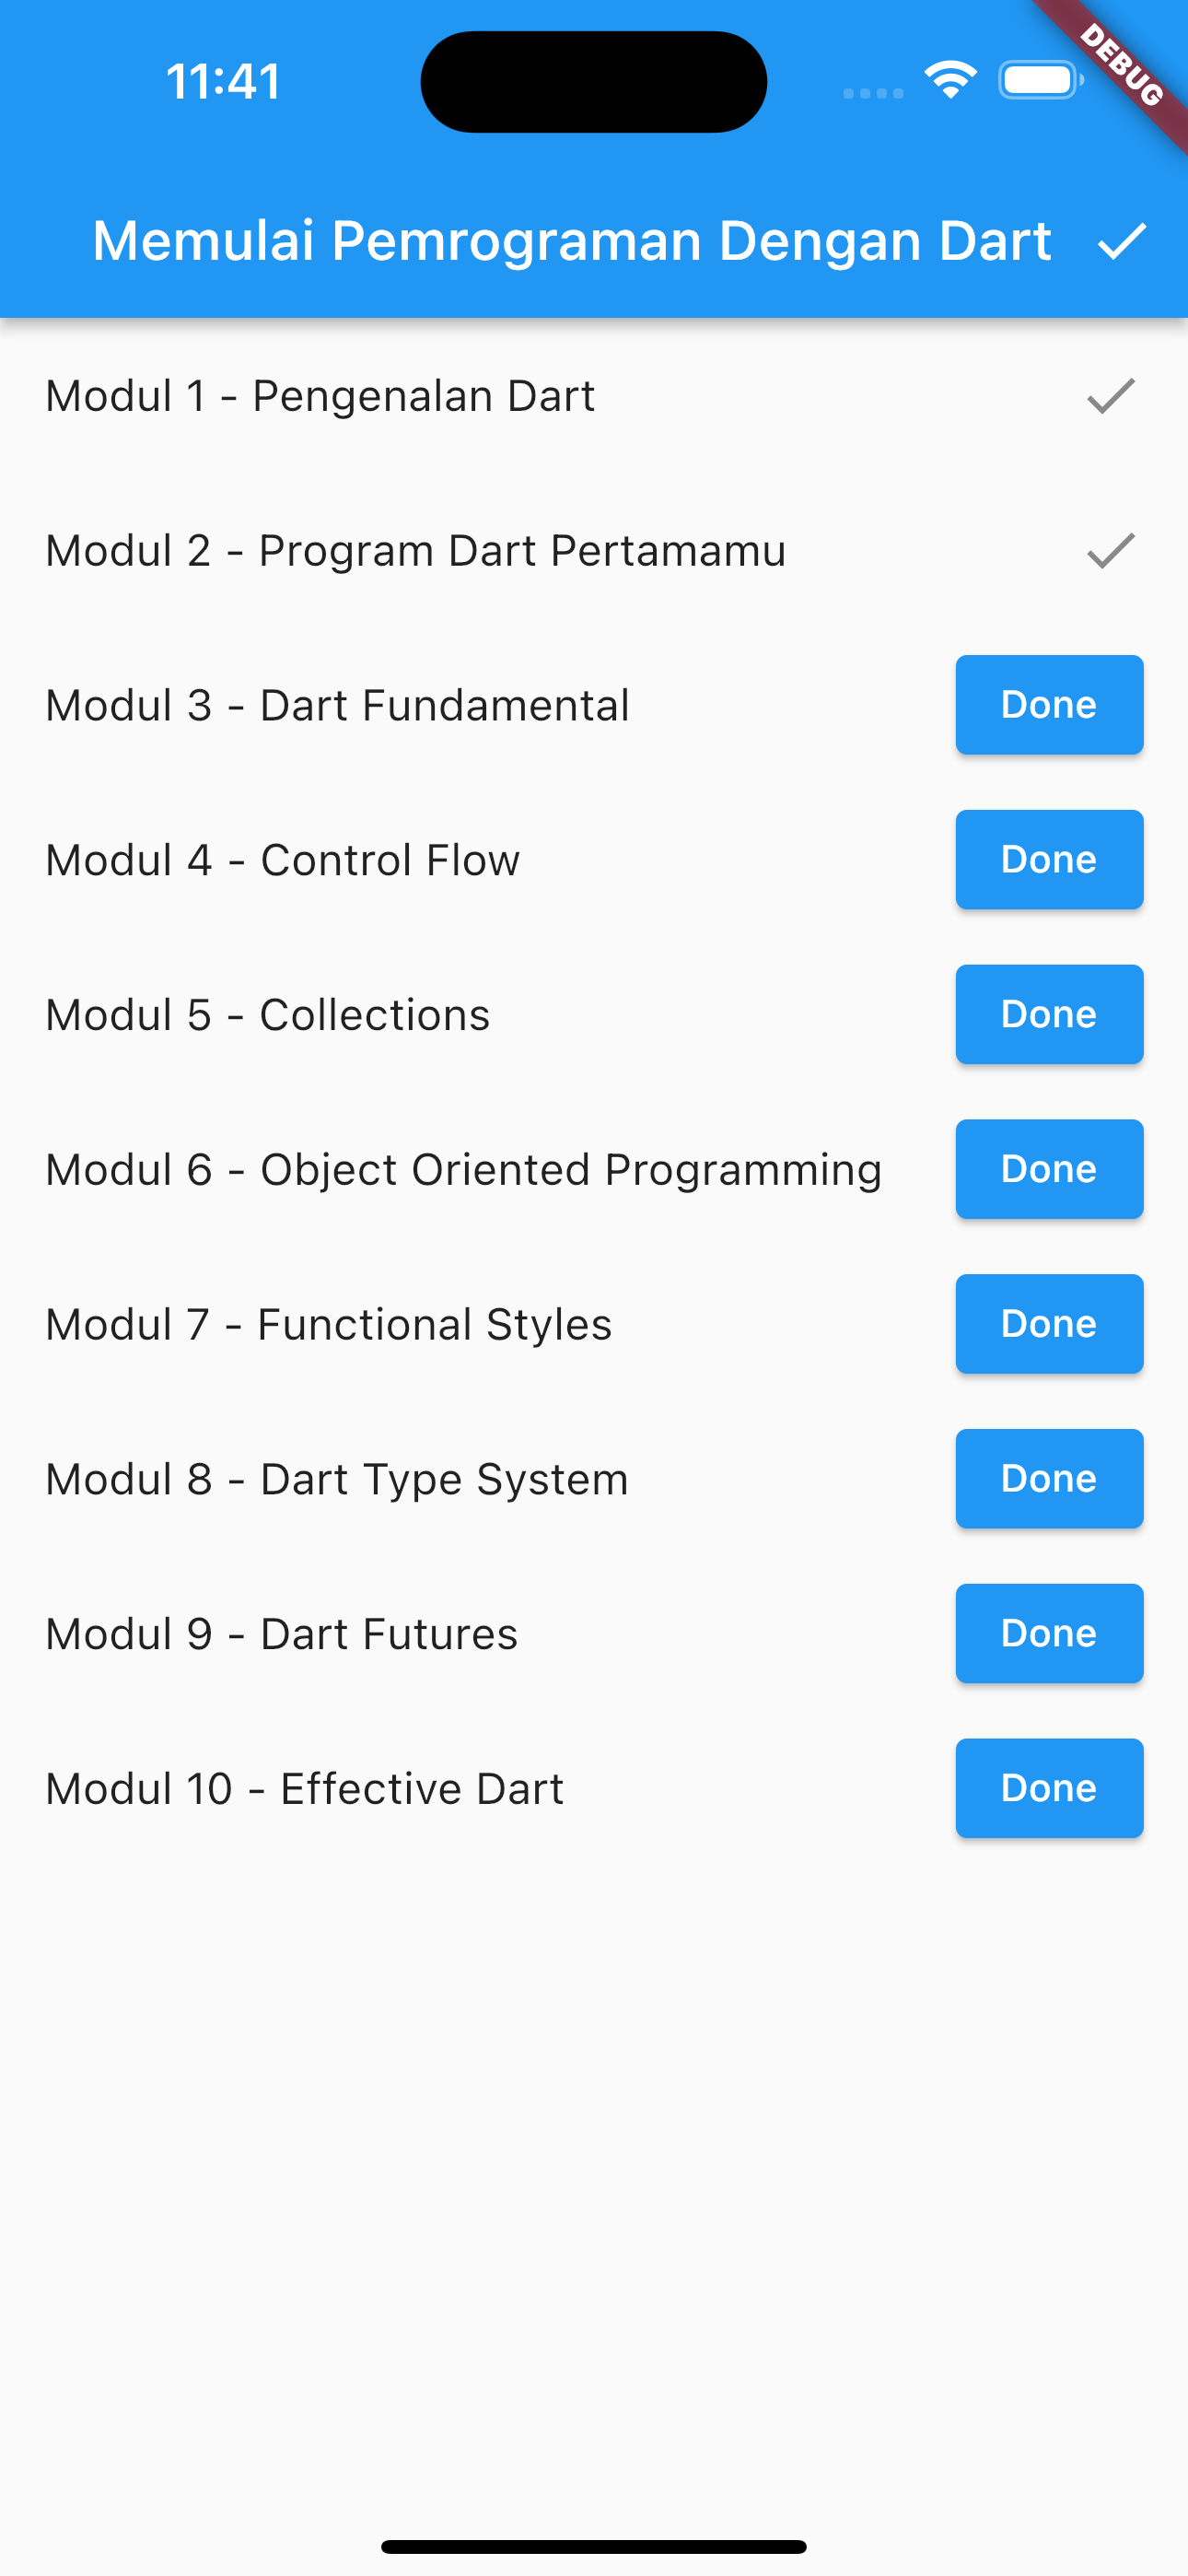 11:41
DEBUG
Memulai Pemrograman Dengan Dart
Modul 1 - Pengenalan Dart
Modul 2 - Program Dart Pertamamu
Modul 3 - Dart Fundamental
Done
Modul 4 - Control Flow
Done
Modul 5 - Collections
Done
Modul 6 - Object Oriented Programming
Done
Modul 7 - Functional Styles
Done
Modul 8 - Dart Type System
Done
Modul 9 - Dart Futures
Done
Modul 10 - Effective Dart
Done